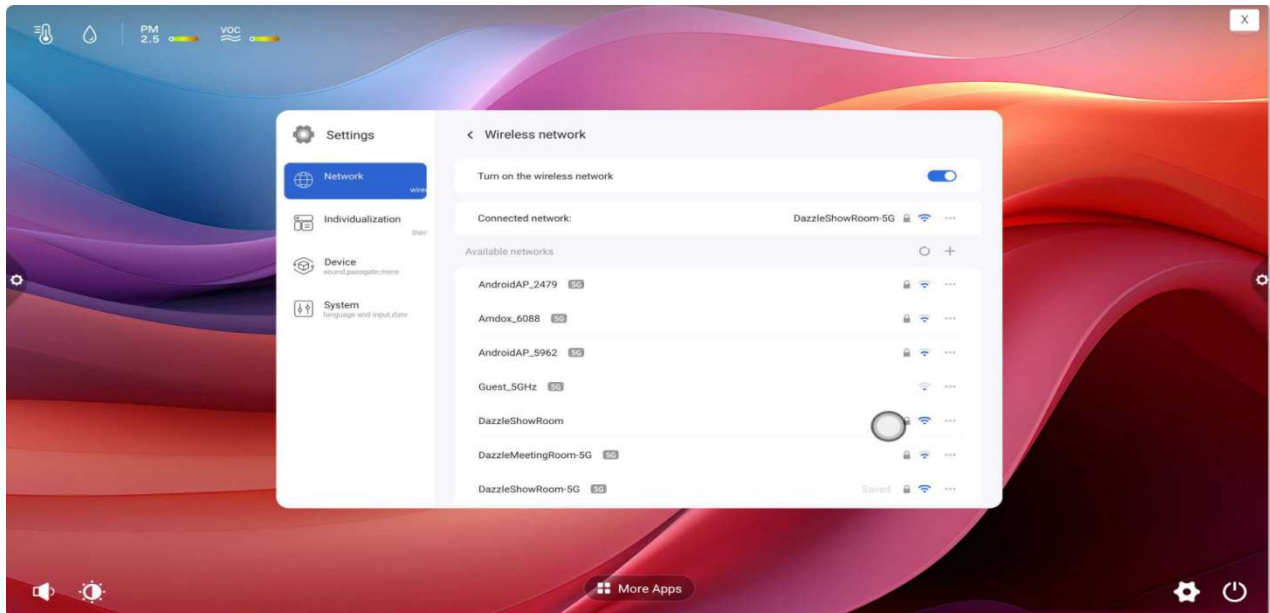 PM
2.5
VOC
X
Settings
Wireless network
Network
wire
Turn on the wireless network
Individualization
ther
Connected network:
DazzleShowRoom-5G
Available networks
Device
sound,passgate,more
AndroidAP_2479 5G
System
language and input,date
Amdox_6088 5G
AndroidAP_5962 5G
Guest_5GHz 5G
DazzleShowRoom
DazzleMeetingRoom-5G 5G
DazzleShowRoom-5G 5G Saved
More Apps